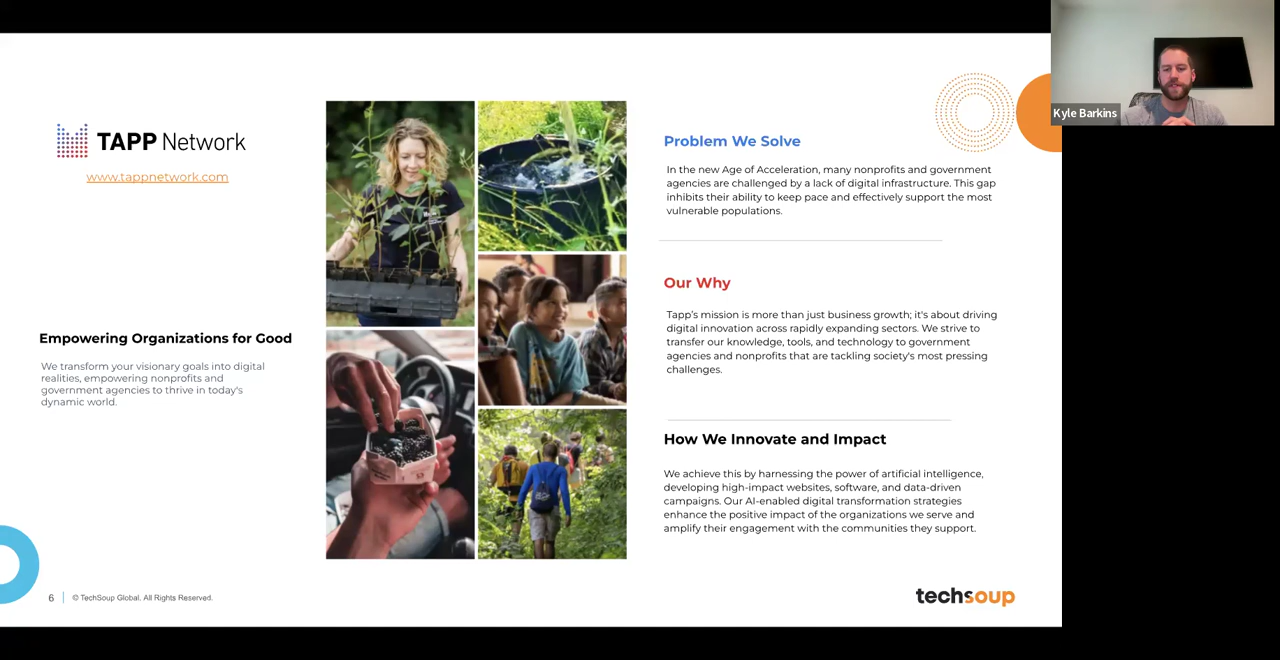 TAPP Network
www.tappnetwork.com
Empowering Organizations for Good
We transform your visionary goals into digital
realities, empowering nonprofits and
government agencies to thrive in today's
dynamic world.
Problem We Solve
In the new Age of Acceleration, many nonprofits and government
agencies are challenged by a lack of digital infrastructure. This gap
inhibits their ability to keep pace and effectively support the most
vulnerable populations.
Our Why
Tapp's mission is more than just business growth; it's about driving
digital innovation across rapidly expanding sectors. We strive to
transfer our knowledge, tools, and technology to government
agencies and nonprofits that are tackling society's most pressing
challenges.
How We Innovate and Impact
We achieve this by harnessing the power of artificial intelligence,
developing high-impact websites, software, and data-driven
campaigns. Our AI-enabled digital transformation strategies
enhance the positive impact of the organizations we serve and
amplify their engagement with the communities they support.
6
© TechSoup Global. All Rights Reserved.
techsoup
Kyle Barkins